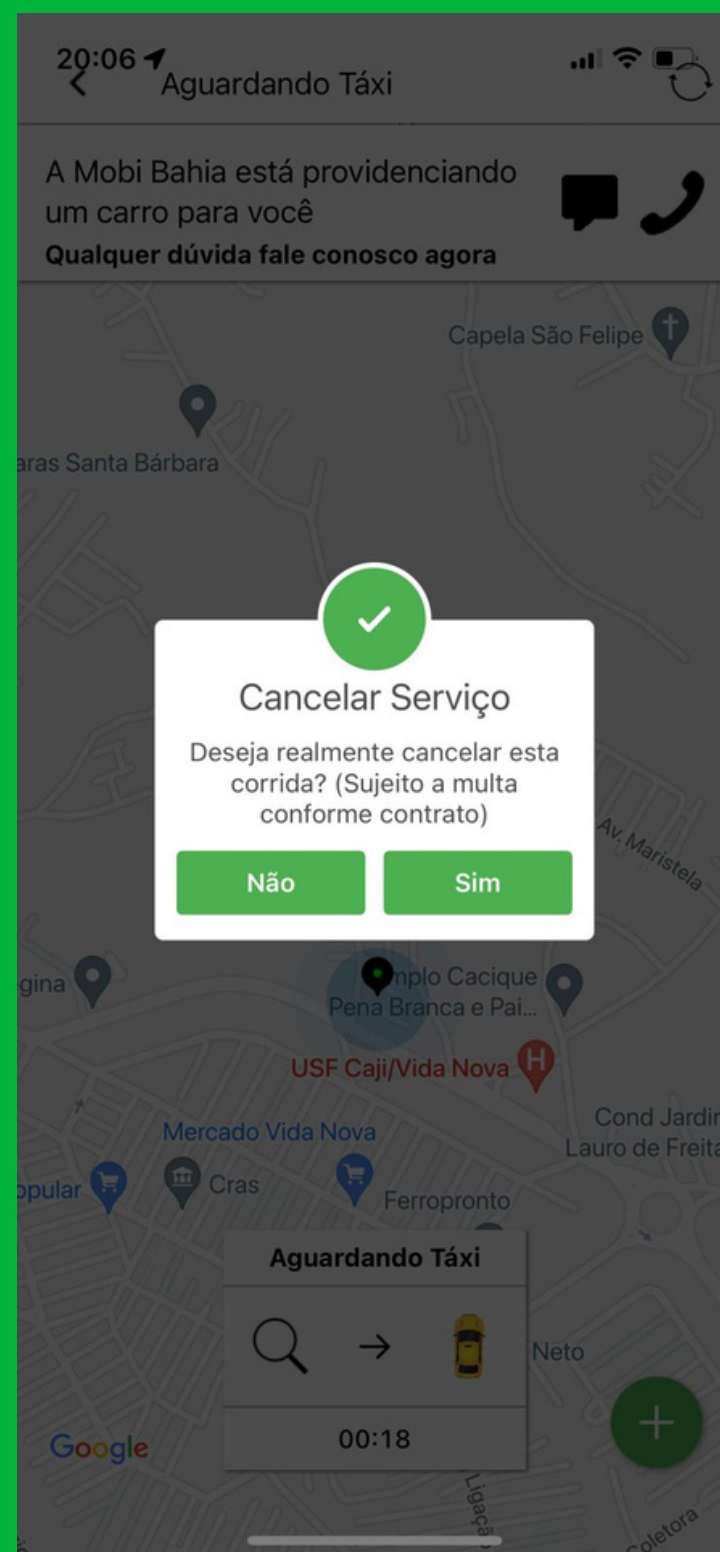 20:06
Aguardando Táxi
A Mobi Bahia está providenciando
um carro para você
Qualquer dúvida fale conosco agora
Capela São Felipe
aras Santa Bárbara
Cancelar Serviço
Deseja realmente cancelar esta
corrida? (Sujeito a multa
conforme contrato)
Não
Sim
Av. Maristela
gina
mplo Cacique
Pena Branca e Pai...
USF Caji/Vida Nova
H
Cond Jardin
Lauro de Freita
Mercado Vida Nova
opular
Cras
Ferropronto
Aguardando Táxi
Neto
00:18
Google
Ligação
Coletora